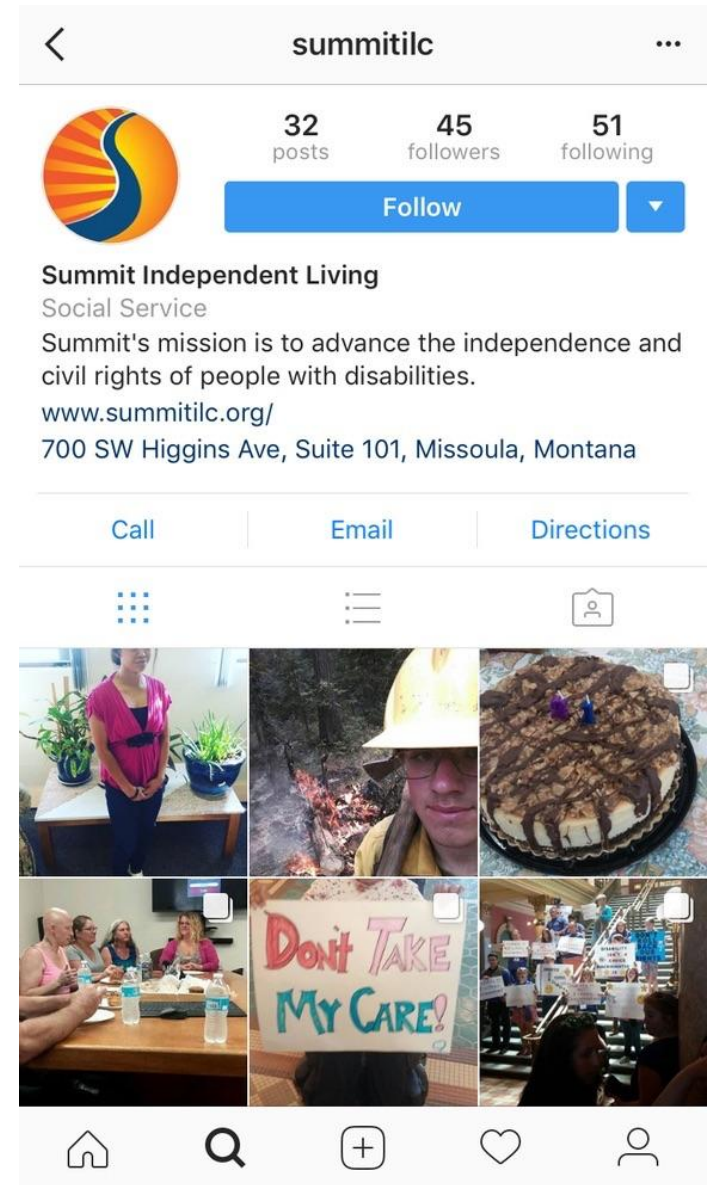 summitilc
32 45 51
posts followers following
Follow
Summit Independent Living
Social Service
Summit's mission is to advance the independence and
civil rights of people with disabilities.
www.summitilc.org/
700 SW Higgins Ave, Suite 101, Missoula, Montana
Call Email Directions
DON'T TAKE
MY CARE!
DISABILITY